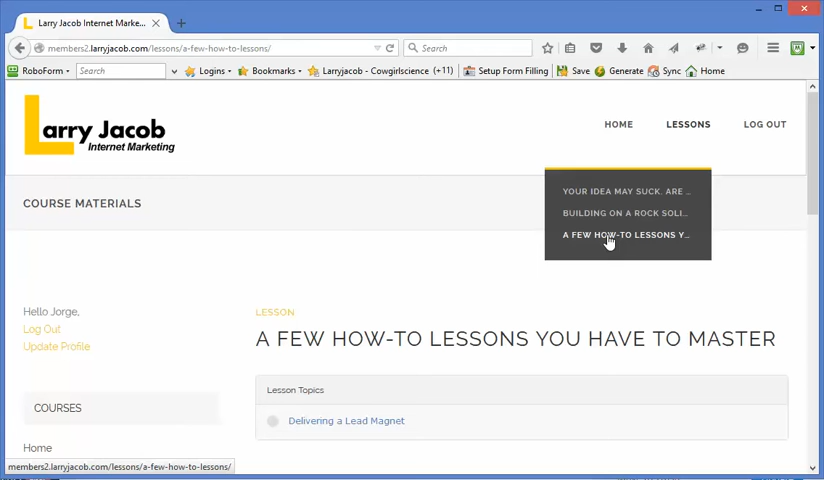 Larry Jacob Internet Marke...
members2.larryjacob.com/lessons/a-few-how-to-lessons/
Search
RoboForm
Search
Logins
Bookmarks
Larryjacob - Cowgirlscience (+11)
Setup Form Filling
Save
Generate
Sync
Home
Larry Jacob
Internet Marketing
HOME
LESSONS
LOG OUT
YOUR IDEA MAY SUCK. ARE ...
BUILDING ON A ROCK SOLI...
A FEW HOW-TO LESSONS Y...
COURSE MATERIALS
Hello Jorge,
Log Out
Update Profile
COURSES
Home
LESSON
A FEW HOW-TO LESSONS YOU HAVE TO MASTER
Lesson Topics
Delivering a Lead Magnet
members2.larryjacob.com/lessons/a-few-how-to-lessons/